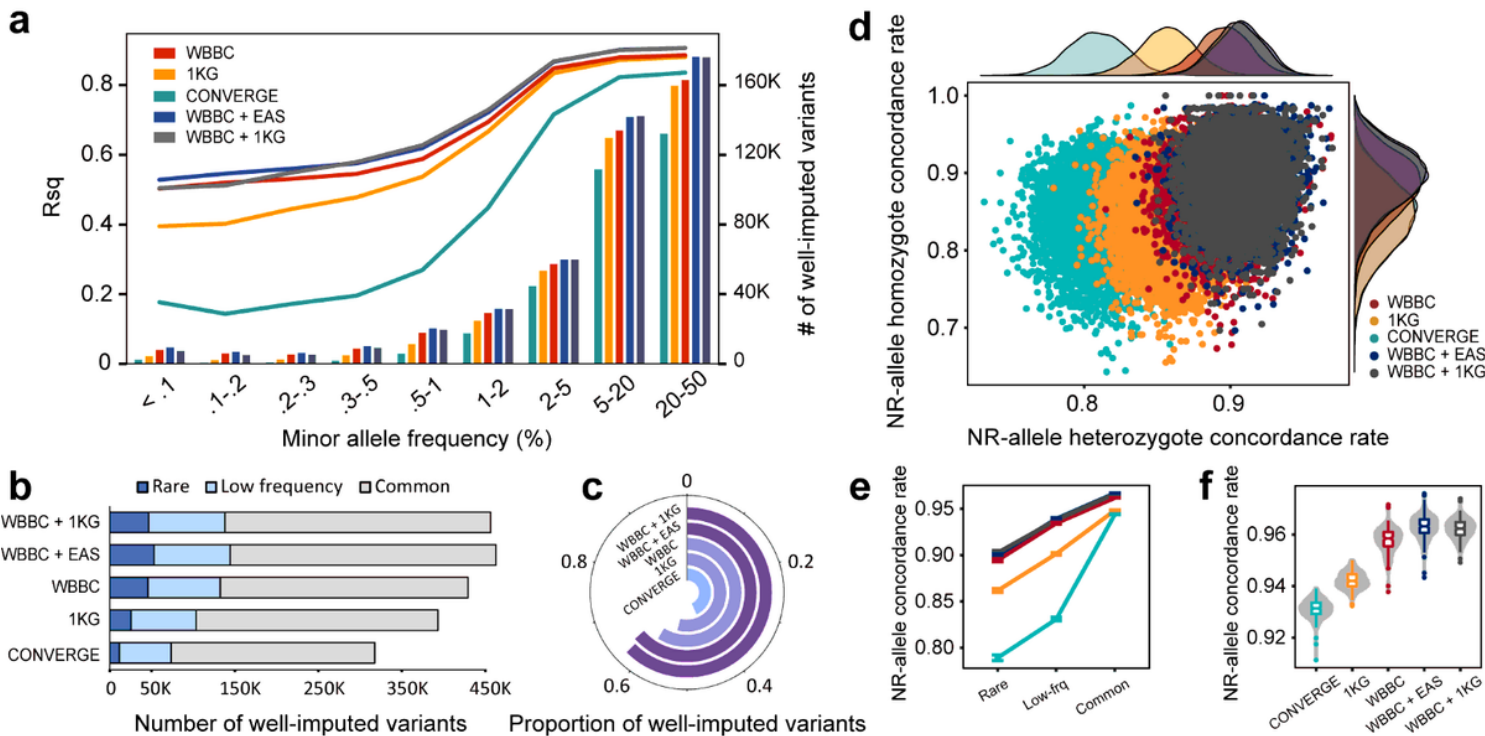 a
WBBC
1KG
CONVERGE
WBBC + EAS
WBBC + 1KG
Rsq
0.8
0.6
0.4
0.2
0
# of well-imputed variants
160K
120K
80K
40K
0
< .1
.1-.2
.2-.3
.3-.5
.5-1
1-2
2-5
5-20
20-50
Minor allele frequency (%)
d
NR-allele homozygote concordance rate
1.0
0.9
0.8
0.7
WBBC
1KG
CONVERGE
WBBC + EAS
WBBC + 1KG
0.8
0.9
NR-allele heterozygote concordance rate
b
Rare
Low frequency
Common
WBBC + 1KG
WBBC + EAS
WBBC
1KG
CONVERGE
0
50K
150K
250K
350K
450K
Number of well-imputed variants
c
0
0.2
0.4
0.6
0.8
WBBC + 1KG
WBBC + EAS
WBBC
1KG
CONVERGE
Proportion of well-imputed variants
e
NR-allele concordance rate
0.95
0.90
0.85
0.80
Rare
Low-frq
Common
f
NR-allele concordance rate
0.96
0.94
0.92
CONVERGE
1KG
WBBC
WBBC + EAS
WBBC + 1KG